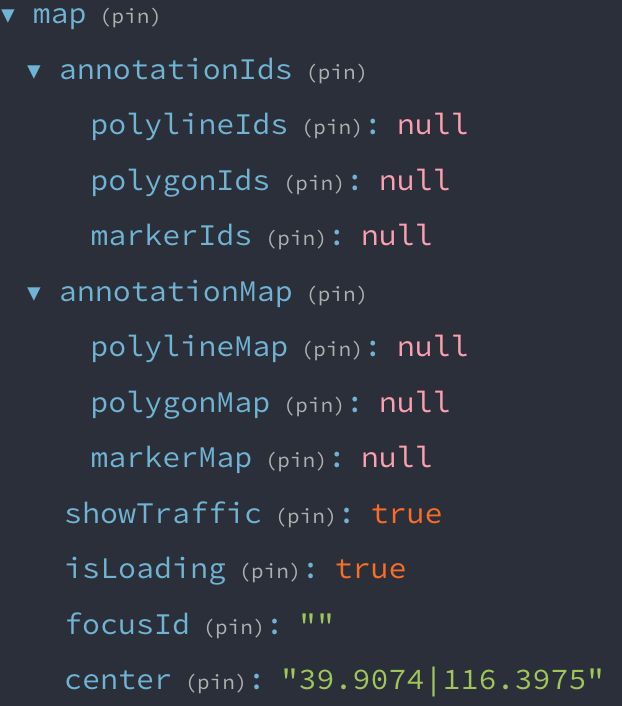 ▼ map (pin)
▼ annotationIds (pin)
polylineIds (pin): null
polygonIds (pin): null
markerIds (pin): null
▼ annotationMap (pin)
polylineMap (pin): null
polygonMap (pin): null
markerMap (pin): null
showTraffic (pin): true
isLoading (pin): true
focusId (pin): ""
center (pin): "39.9074|116.3975"